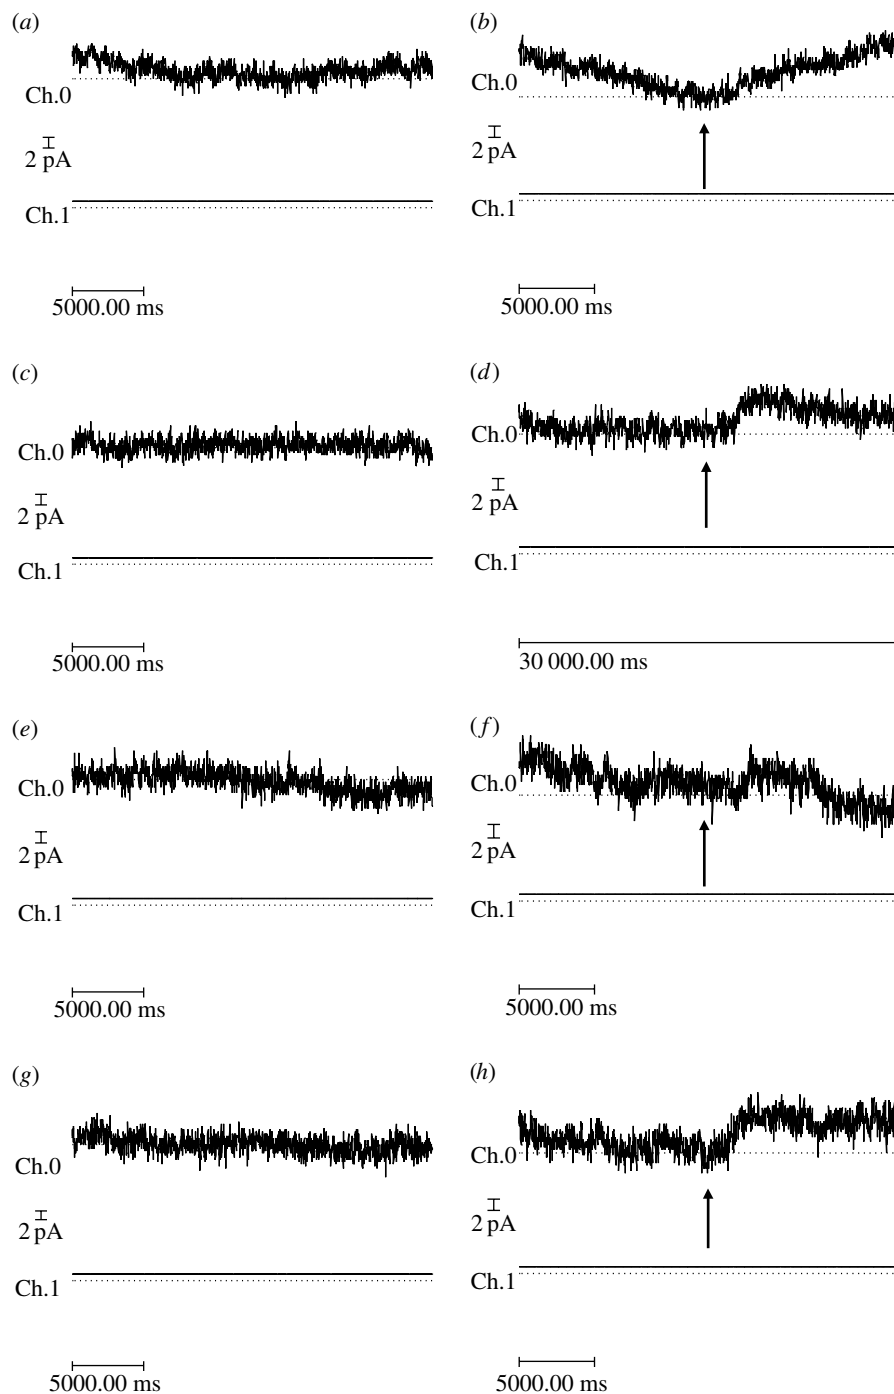 (a)
Ch.0
2 pA
Ch.1
5000.00 ms
(b)
Ch.0
2 pA
Ch.1
5000.00 ms
(c)
Ch.0
2 pA
Ch.1
5000.00 ms
(d)
Ch.0
2 pA
Ch.1
30 000.00 ms
(e)
Ch.0
2 pA
Ch.1
5000.00 ms
(f)
Ch.0
2 pA
Ch.1
5000.00 ms
(g)
Ch.0
2 pA
Ch.1
5000.00 ms
(h)
Ch.0
2 pA
Ch.1
5000.00 ms